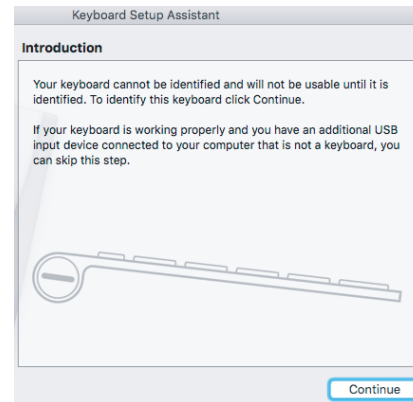 Keyboard Setup Assistant
Introduction
Your keyboard cannot be identified and will not be usable until it is
identified. To identify this keyboard click Continue.
If your keyboard is working properly and you have an additional USB
input device connected to your computer that is not a keyboard, you
can skip this step.
Continue